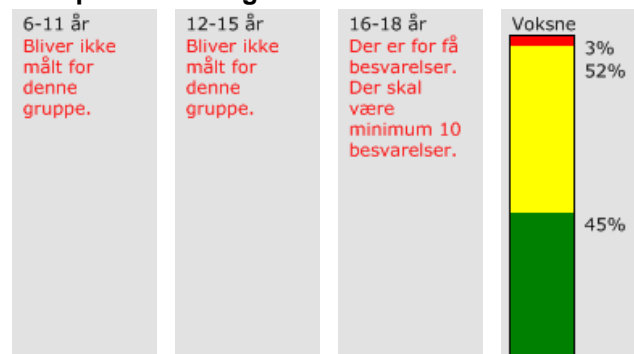 6-11 år
Bliver ikke
målt for
denne
gruppe.
12-15 år
Bliver ikke
målt for
denne
gruppe.
16-18 år
Der er for få
besvarelser.
Der skal
være
minimum 10
besvarelser.
Voksne
3%
52%
45%